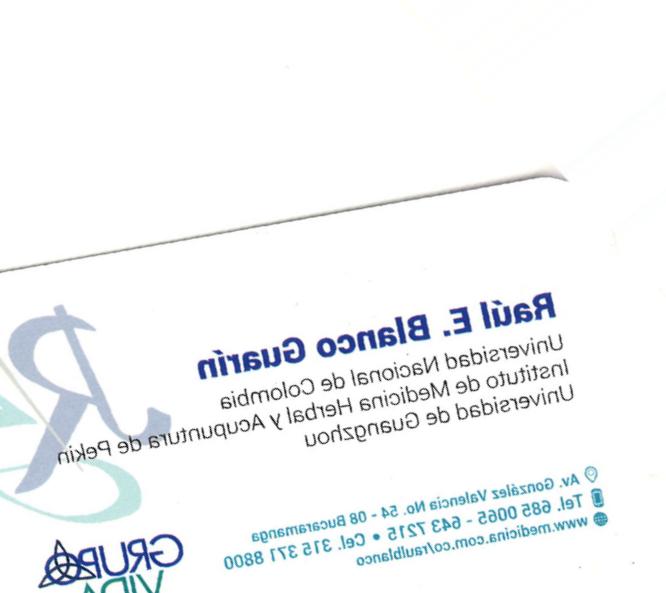 Raúl E. Blanco Guarín
Universidad Nacional de Colombia
Instituto de Medicina Herbal y Acupuntura de Pekin
Universidad de Guangzhou
Av. González Valencia No. 54 - 08 Bucaramanga
Tel. 685 0065 - 643 7215 • Cel. 315 371 8800
www.medicina.com.co/raulblanco
GRUPO
VIDA